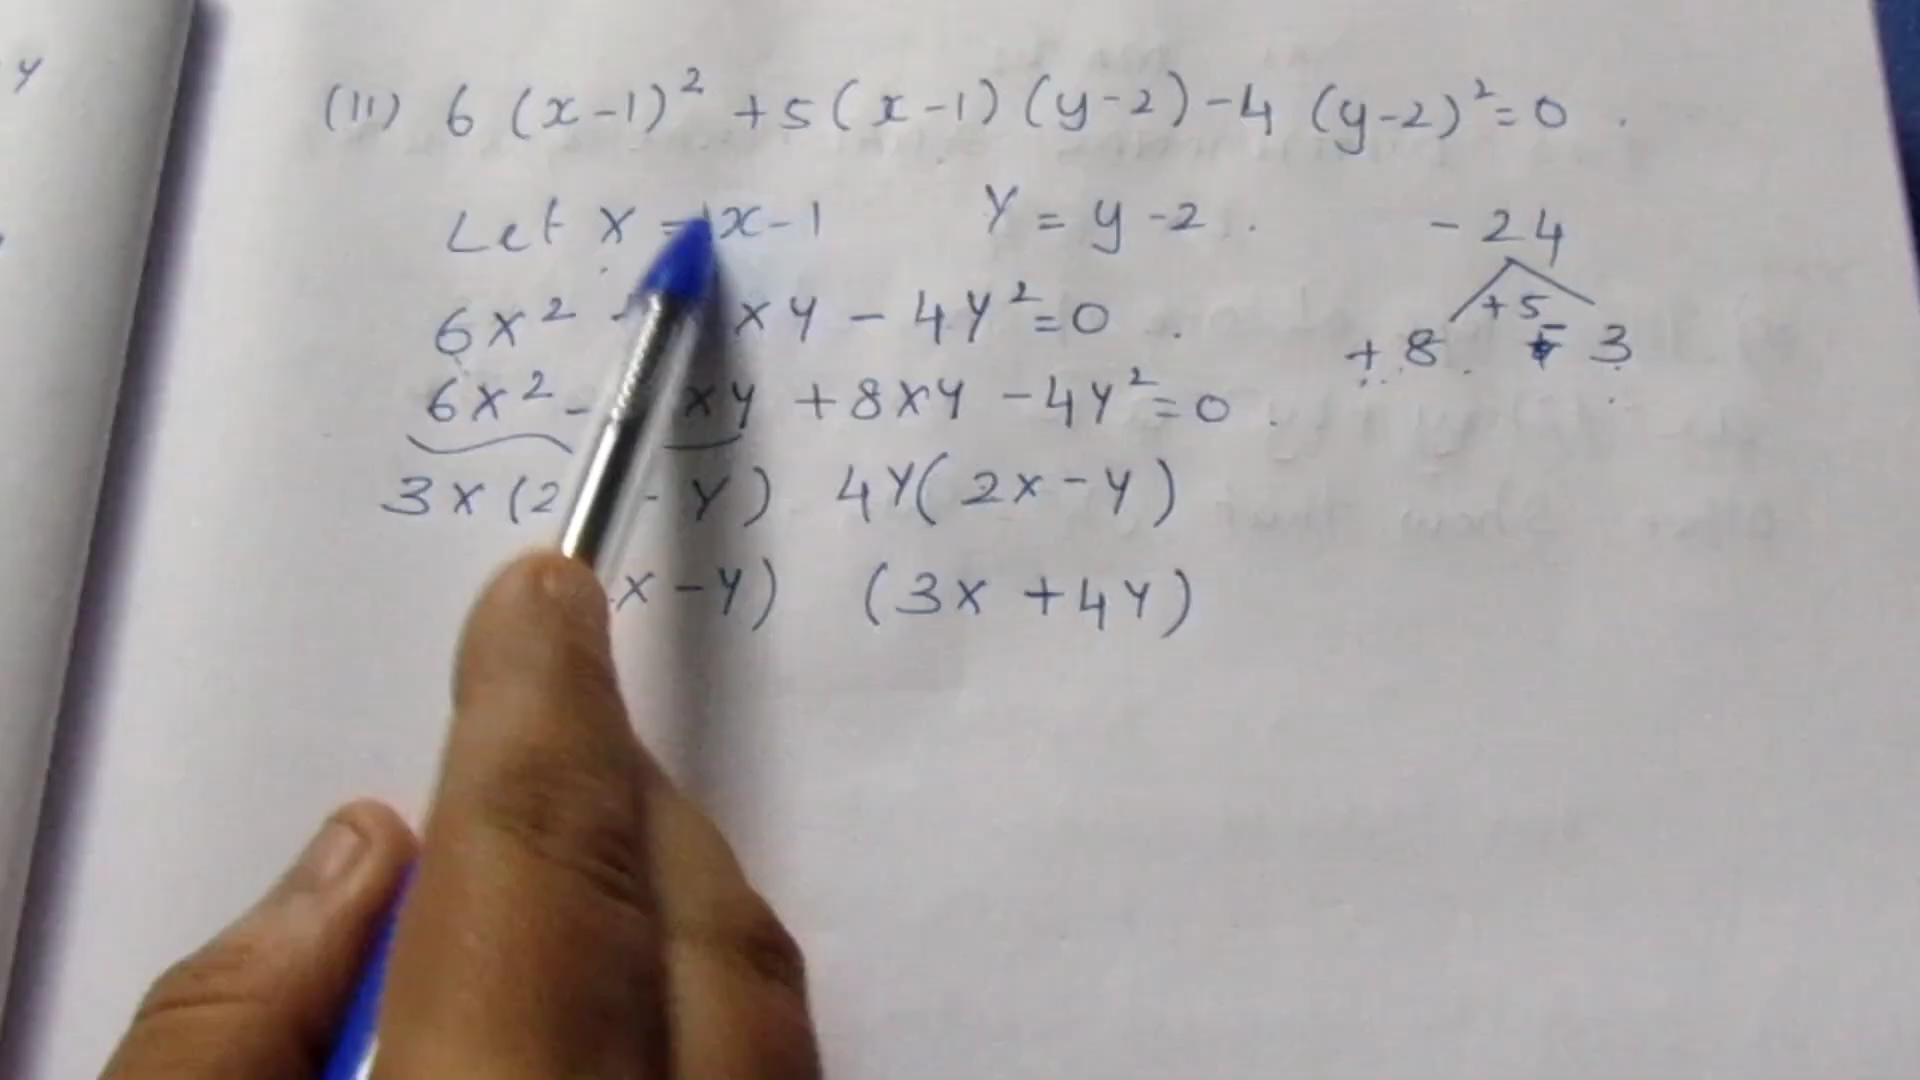 y
(11) 6 (x-1)² + 5 (x-1) (y-2) - 4 (y-2)² = 0 .
Let X = x-1 Y = y-2 . - 24
+5
6X² XY - 4Y² = 0 . + 8 - 3
6X² - XY + 8XY - 4Y² = 0 .
3X (2 - Y) 4Y ( 2X - Y )
X - Y) (3X + 4Y)